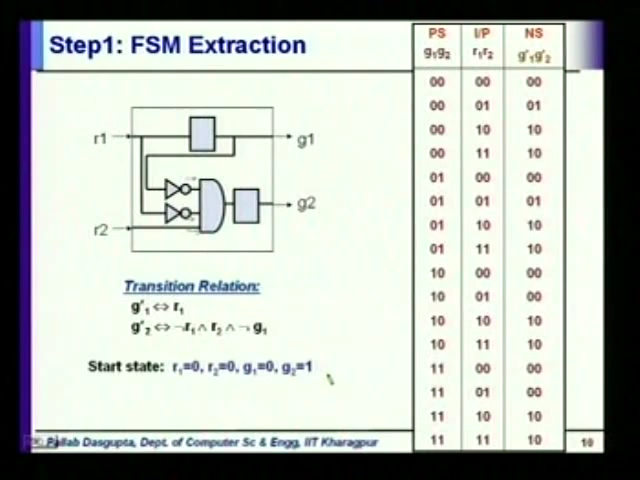 Step1: FSM Extraction
PS I/P NS
g₁g₂ r₁r₂ g'₁g'₂
00 00 00
00 01 01
00 10 10
00 11 10
01 00 00
01 01 01
01 10 10
01 11 10
10 00 00
10 01 00
10 10 10
10 11 10
11 00 00
11 01 00
11 10 10
11 11 10
r1 g1
g2
r2
Transition Relation:
g'₁ ⇔ r₁
g'₂ ⇔ ¬r₁ ∧ r₂ ∧ ¬ g₁
Start state: r₁=0, r₂=0, g₁=0, g₂=1
Pallab Dasgupta, Dept. of Computer Sc & Engg, IIT Kharagpur 10